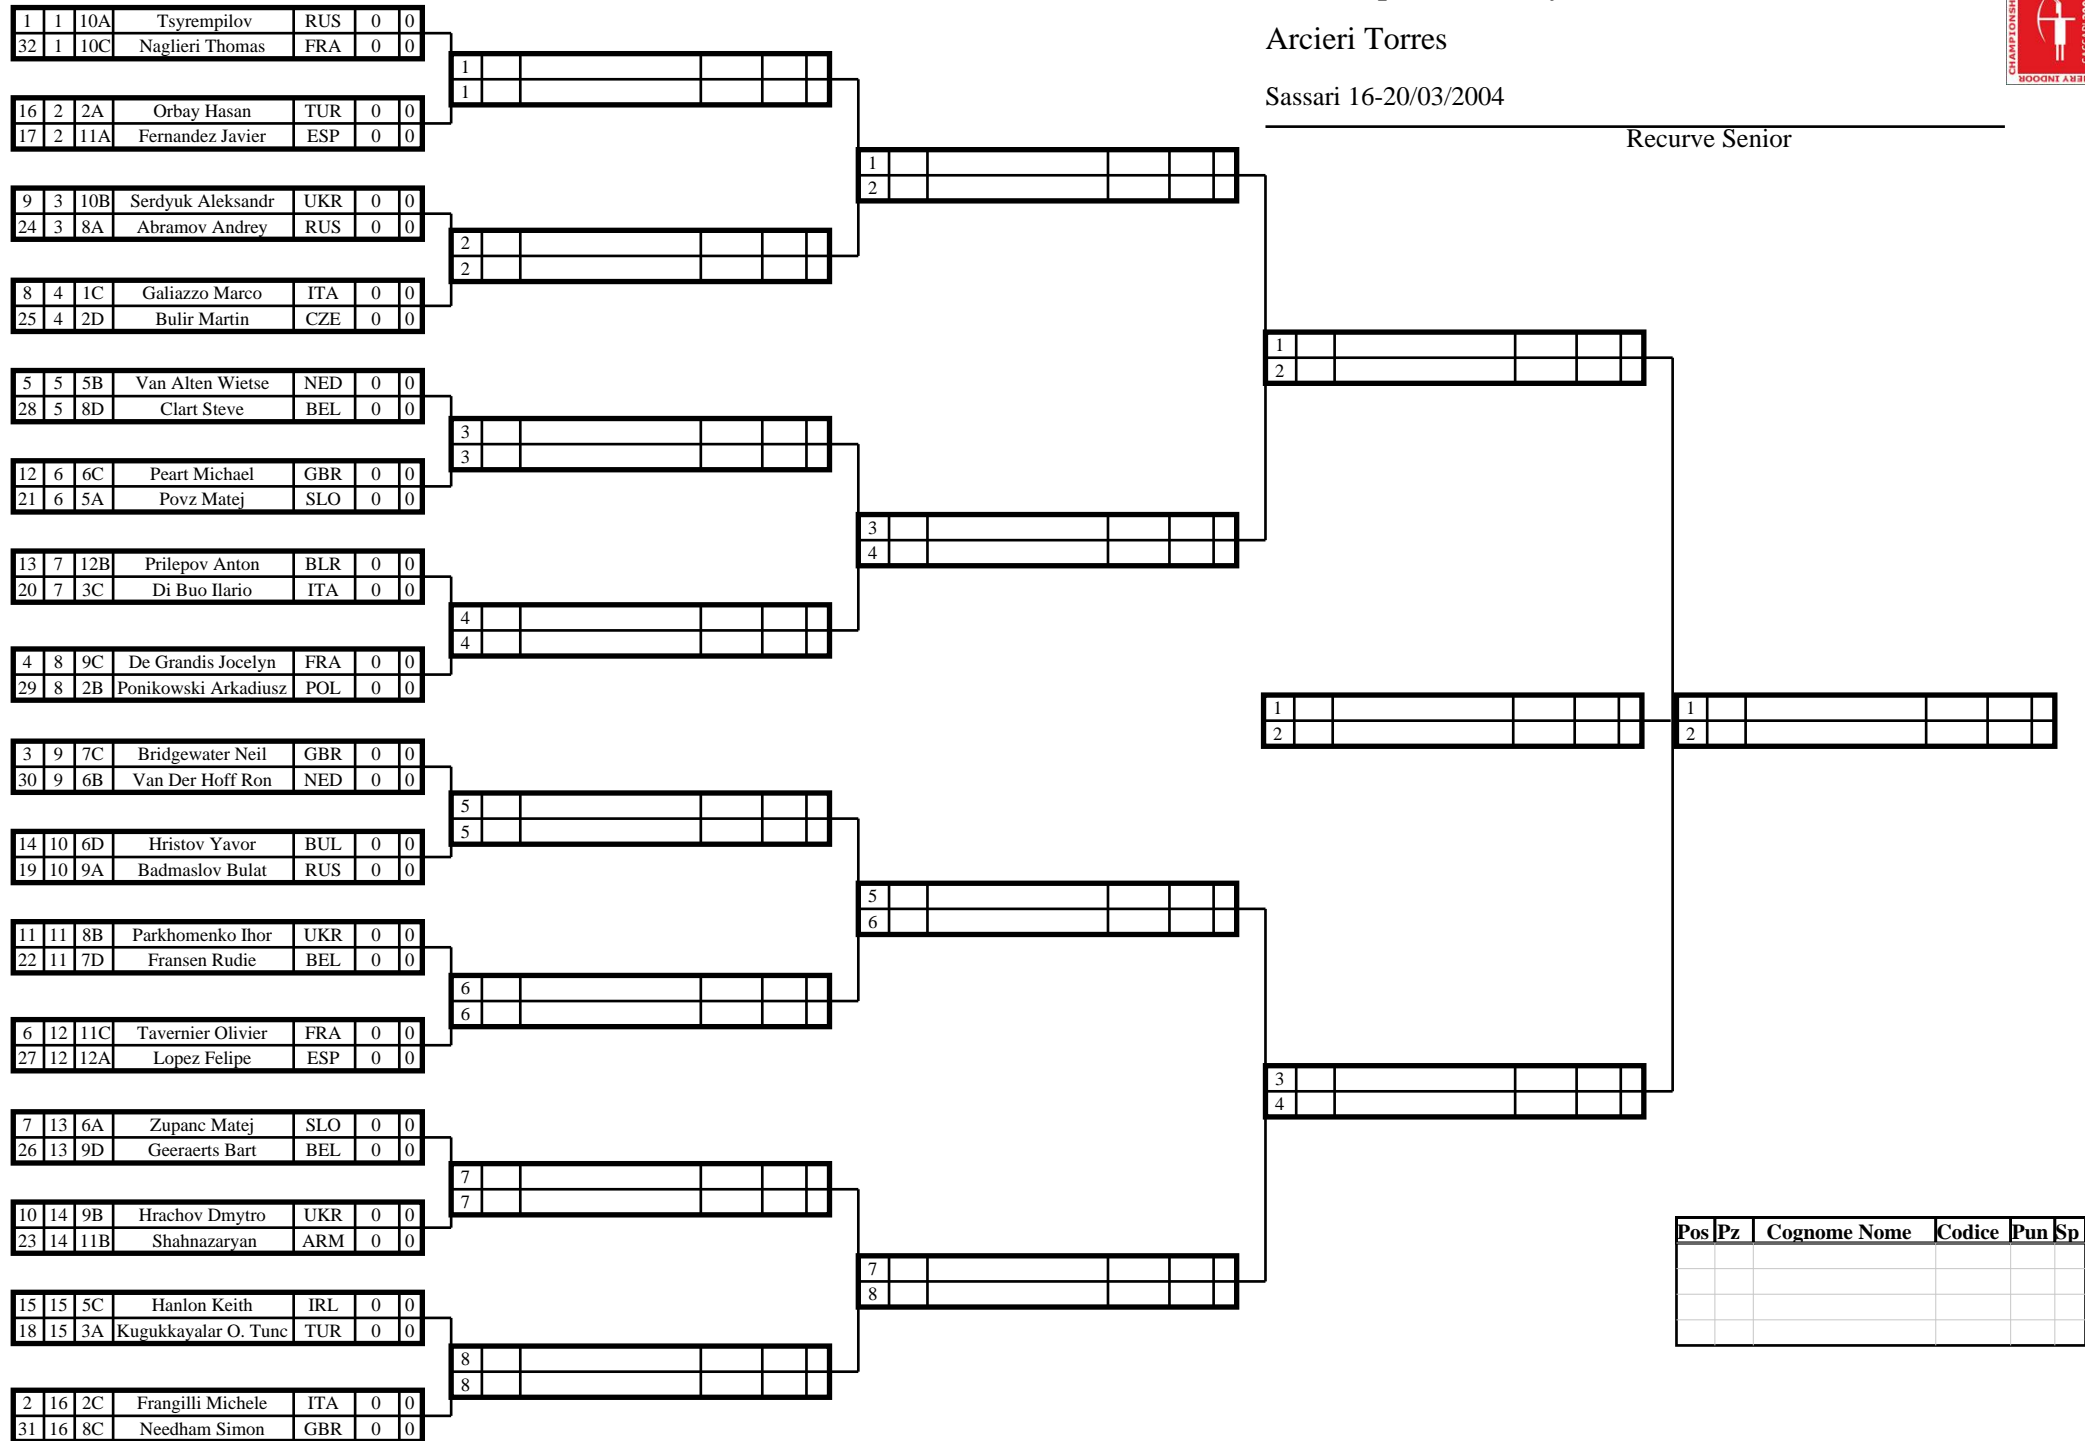 Arcieri Torres
Sassari 16-20/03/2004
Recurve Senior
1 1 10A Tsyrempilov RUS 0 0
32 1 10C Naglieri Thomas FRA 0 0
16 2 2A Orbay Hasan TUR 0 0
17 2 11A Fernandez Javier ESP 0 0
9 3 10B Serdyuk Aleksandr UKR 0 0
24 3 8A Abramov Andrey RUS 0 0
8 4 1C Galiazzo Marco ITA 0 0
25 4 2D Bulir Martin CZE 0 0
5 5 5B Van Alten Wietse NED 0 0
28 5 8D Clart Steve BEL 0 0
12 6 6C Peart Michael GBR 0 0
21 6 5A Povz Matej SLO 0 0
13 7 12B Prilepov Anton BLR 0 0
20 7 3C Di Buo Ilario ITA 0 0
4 8 9C De Grandis Jocelyn FRA 0 0
29 8 2B Ponikowski Arkadiusz POL 0 0
3 9 7C Bridgewater Neil GBR 0 0
30 9 6B Van Der Hoff Ron NED 0 0
14 10 6D Hristov Yavor BUL 0 0
19 10 9A Badmaslov Bulat RUS 0 0
11 11 8B Parkhomenko Ihor UKR 0 0
22 11 7D Fransen Rudie BEL 0 0
6 12 11C Tavernier Olivier FRA 0 0
27 12 12A Lopez Felipe ESP 0 0
7 13 6A Zupanc Matej SLO 0 0
26 13 9D Geeraerts Bart BEL 0 0
10 14 9B Hrachov Dmytro UKR 0 0
23 14 11B Shahnazaryan ARM 0 0
15 15 5C Hanlon Keith IRL 0 0
18 15 3A Kugukkayalar O. Tunc TUR 0 0
2 16 2C Frangilli Michele ITA 0 0
31 16 8C Needham Simon GBR 0 0
1
1
2
2
3
3
4
4
5
5
6
6
7
7
8
8
1
2
3
4
5
6
7
8
1
2
3
4
1
2
1
2
Pos Pz Cognome Nome Codice Pun Sp